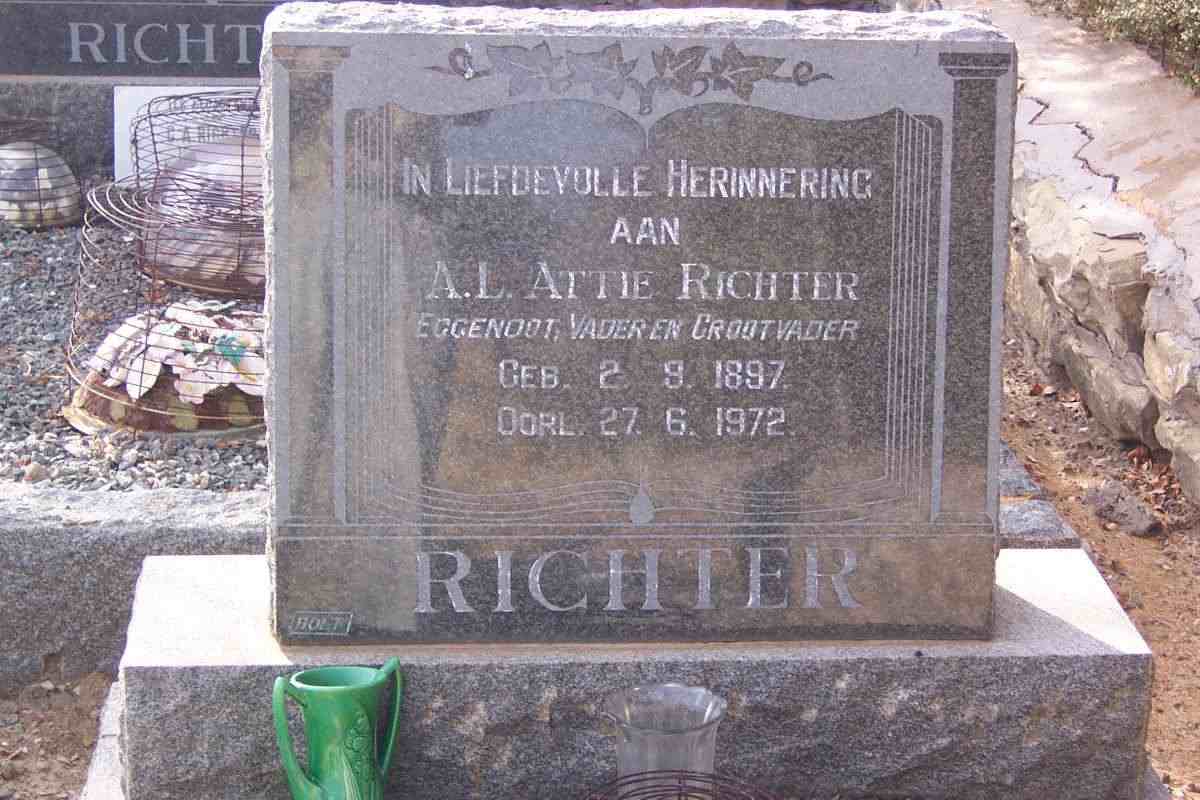 RICHT
IN LIEFDEVOLLE HERINNERING
AAN
A.L. ATTIE RICHTER
EGGENOOT, VADER EN GROOTVADER
GEB. 2. 9. 1897.
OORL. 27. 6. 1972
RICHTER
BOLT